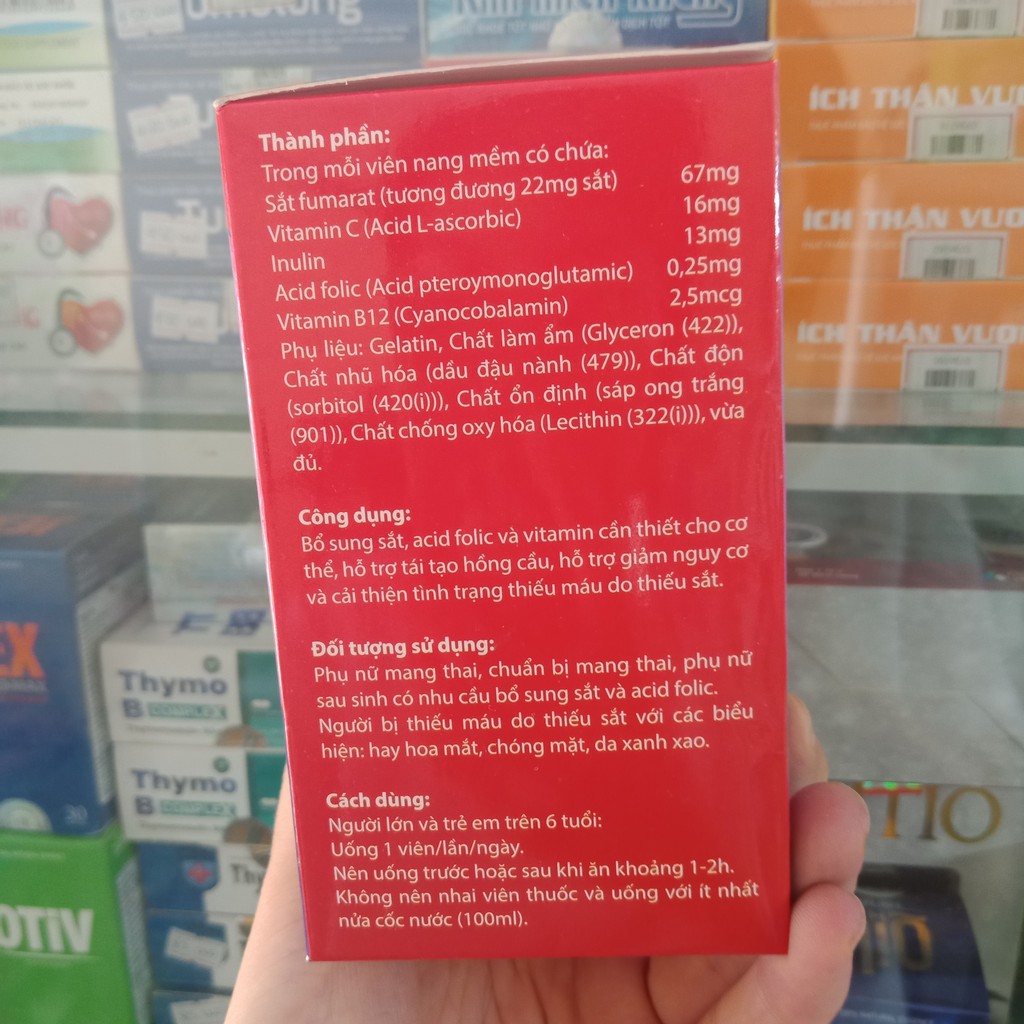 Thành phần:
Trong mỗi viên nang mềm có chứa:
Sắt fumarat (tương đương 22mg sắt) 67mg
Vitamin C (Acid L-ascorbic) 16mg
Inulin 13mg
Acid folic (Acid pteroymonoglutamic) 0,25mg
Vitamin B12 (Cyanocobalamin) 2,5mcg
Phụ liệu: Gelatin, Chất làm ẩm (Glyceron (422)),
Chất nhũ hóa (dầu đậu nành (479)), Chất độn
(sorbitol (420(i))), Chất ổn định (sáp ong trắng
(901)), Chất chống oxy hóa (Lecithin (322(i))), vừa
đủ.
Công dụng:
Bổ sung sắt, acid folic và vitamin cần thiết cho cơ
thể, hỗ trợ tái tạo hồng cầu, hỗ trợ giảm nguy cơ
và cải thiện tình trạng thiếu máu do thiếu sắt.
Đối tượng sử dụng:
Phụ nữ mang thai, chuẩn bị mang thai, phụ nữ
sau sinh có nhu cầu bổ sung sắt và acid folic.
Người bị thiếu máu do thiếu sắt với các biểu
hiện: hay hoa mắt, chóng mặt, da xanh xao.
Cách dùng:
Người lớn và trẻ em trên 6 tuổi:
Uống 1 viên/lần/ngày.
Nên uống trước hoặc sau khi ăn khoảng 1-2h.
Không nên nhai viên thuốc và uống với ít nhất
nửa cốc nước (100ml).
ÍCH THẬN VƯƠ
ÍCH THẬN VƯƠ
ÍCH THẬN VƯƠ
EX
30
Thymo
B COMPLEX
Thymo
B COMPLEX
OTIV
TIO